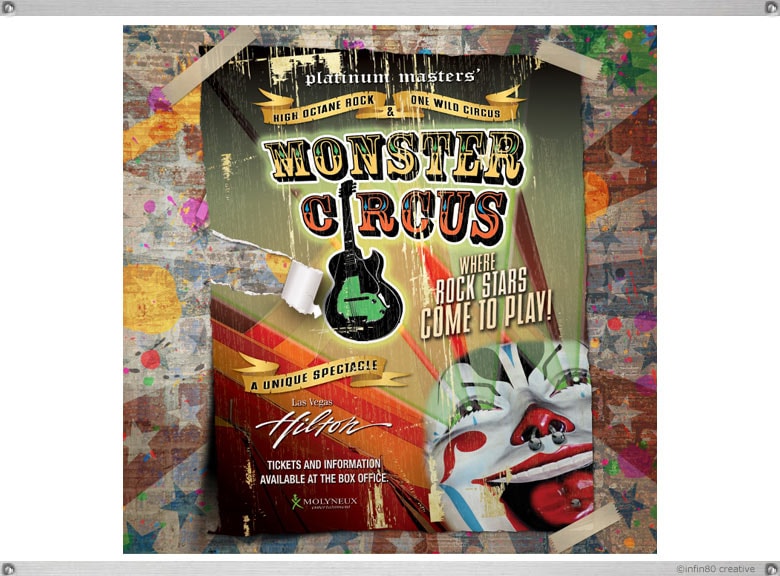 platinum masters'
HIGH OCTANE ROCK & ONE WILD CIRCUS
MONSTER
CIRCUS
WHERE
ROCK STARS
COME TO PLAY!
A UNIQUE SPECTACLE
Las Vegas
Hilton
TICKETS AND INFORMATION
AVAILABLE AT THE BOX OFFICE.
MOLYNEUX
entertainment
©infin80 creative